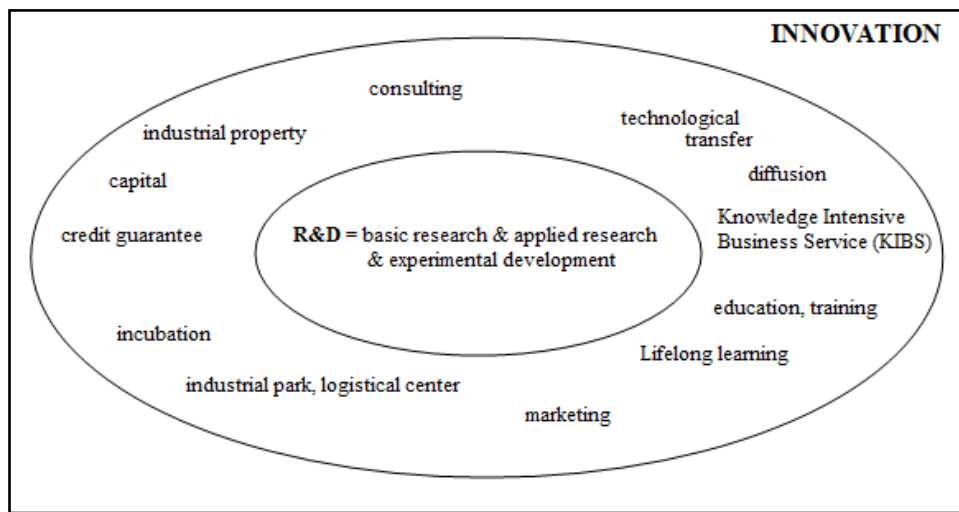 INNOVATION
consulting
technological
transfer
industrial property
diffusion
capital
Knowledge Intensive
Business Service (KIBS)
credit guarantee
R&D = basic research & applied research
& experimental development
education, training
incubation
Lifelong learning
industrial park, logistical center
marketing